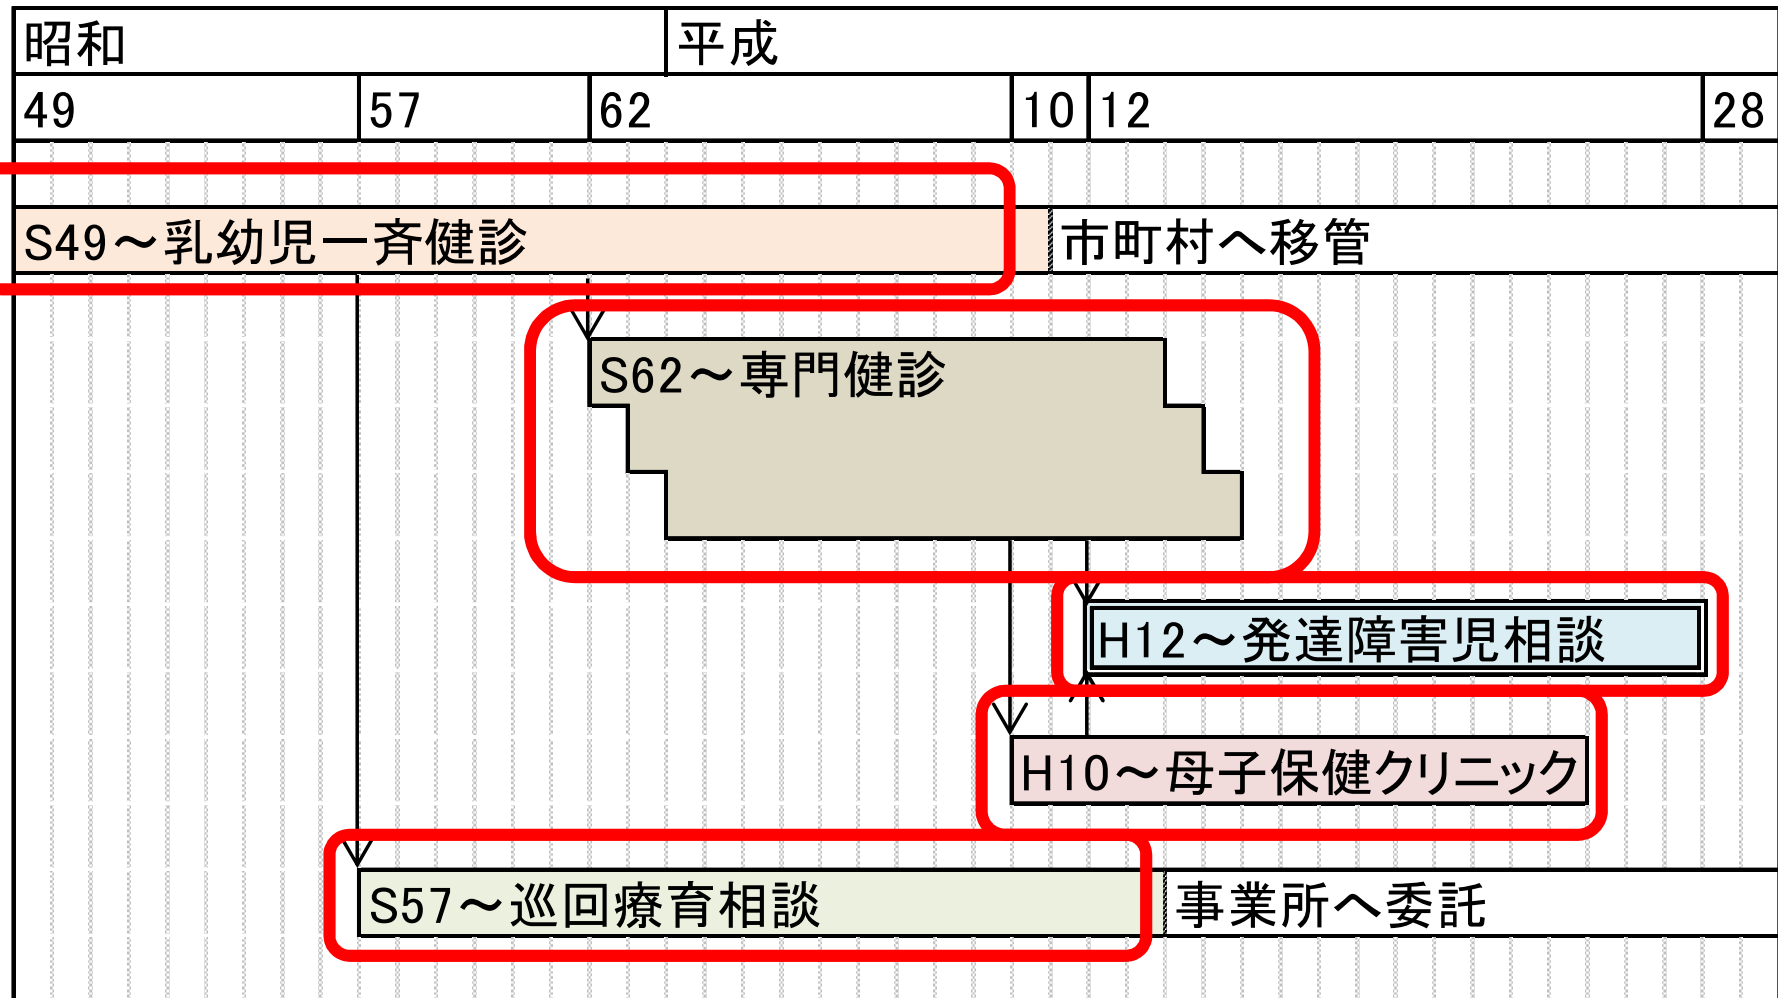 昭和 平成
49 57 62 10 12 28
S49～乳幼児一斉健診 市町村へ移管
S62～専門健診
H12～発達障害児相談
H10～母子保健クリニック
S57～巡回療育相談 事業所へ委託